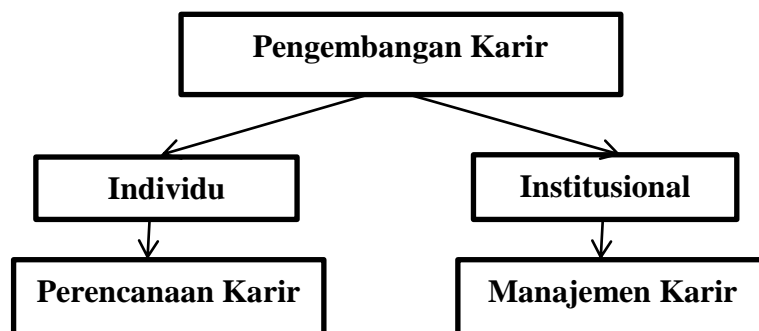 Pengembangan Karir
Individu
Institusional
Perencanaan Karir
Manajemen Karir